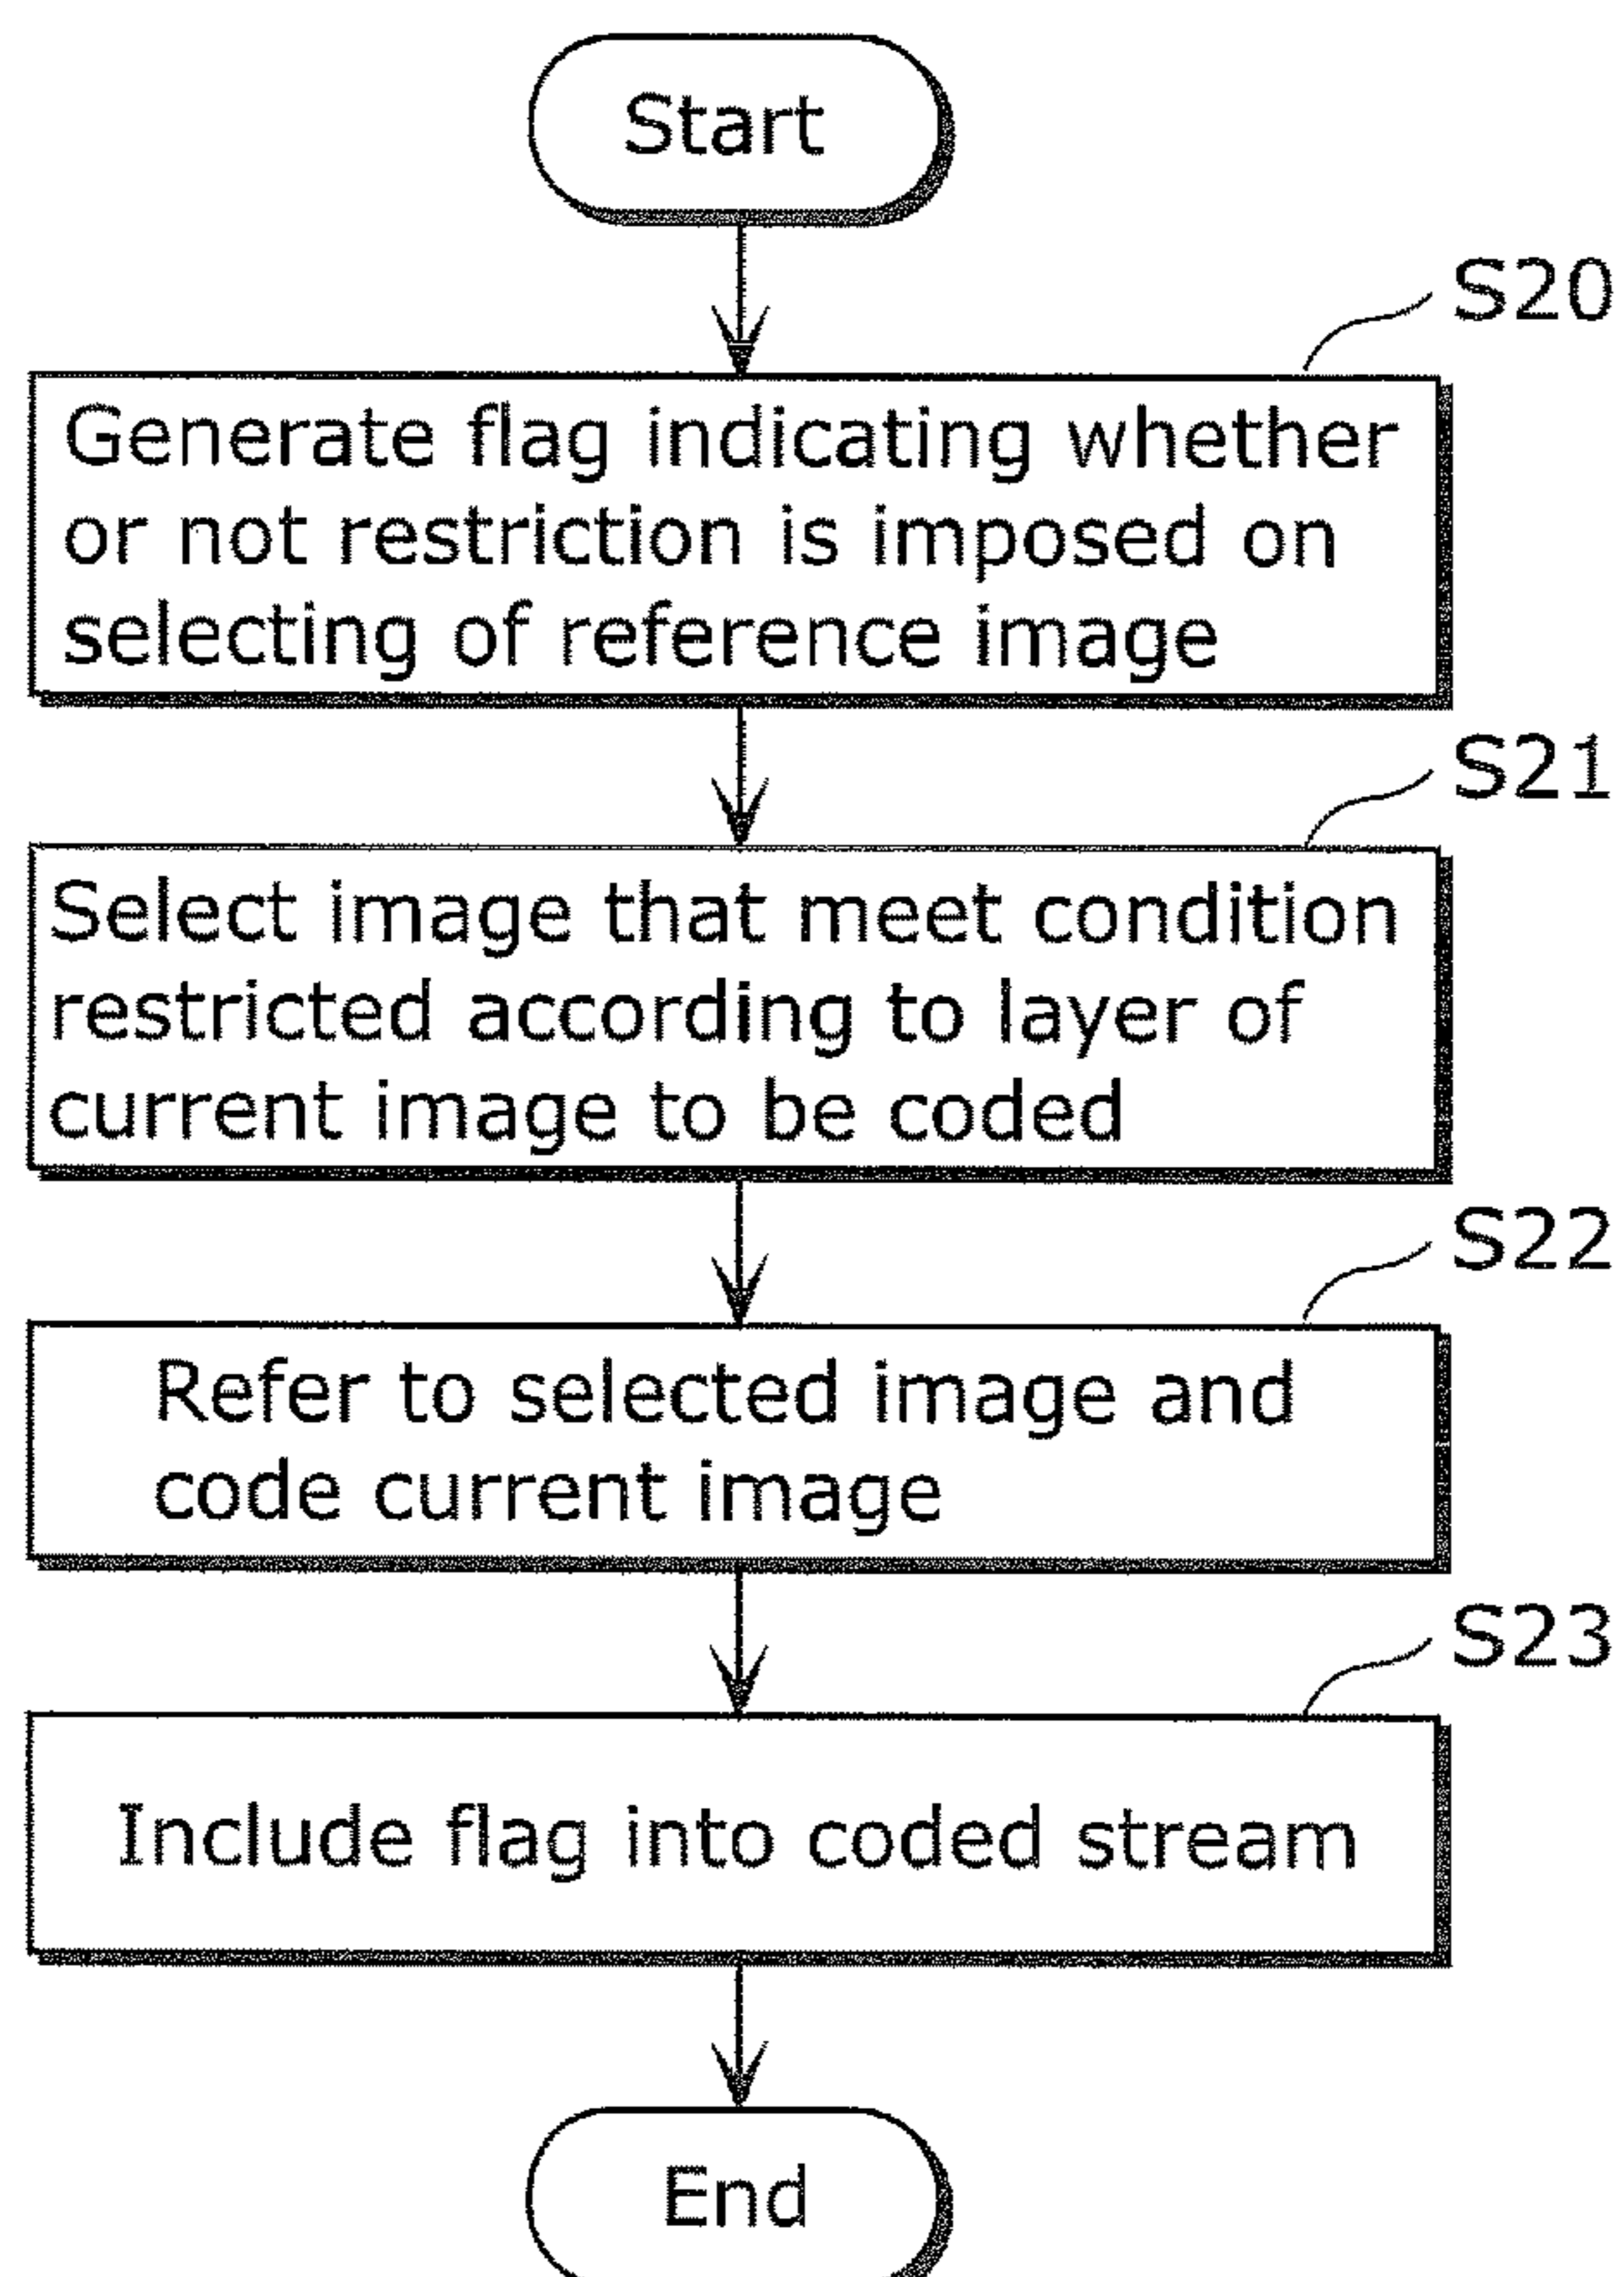 Start
S20
Generate flag indicating whether
or not restriction is imposed on
selecting of reference image
S21
Select image that meet condition
restricted according to layer of
current image to be coded
S22
Refer to selected image and
code current image
S23
Include flag into coded stream
End